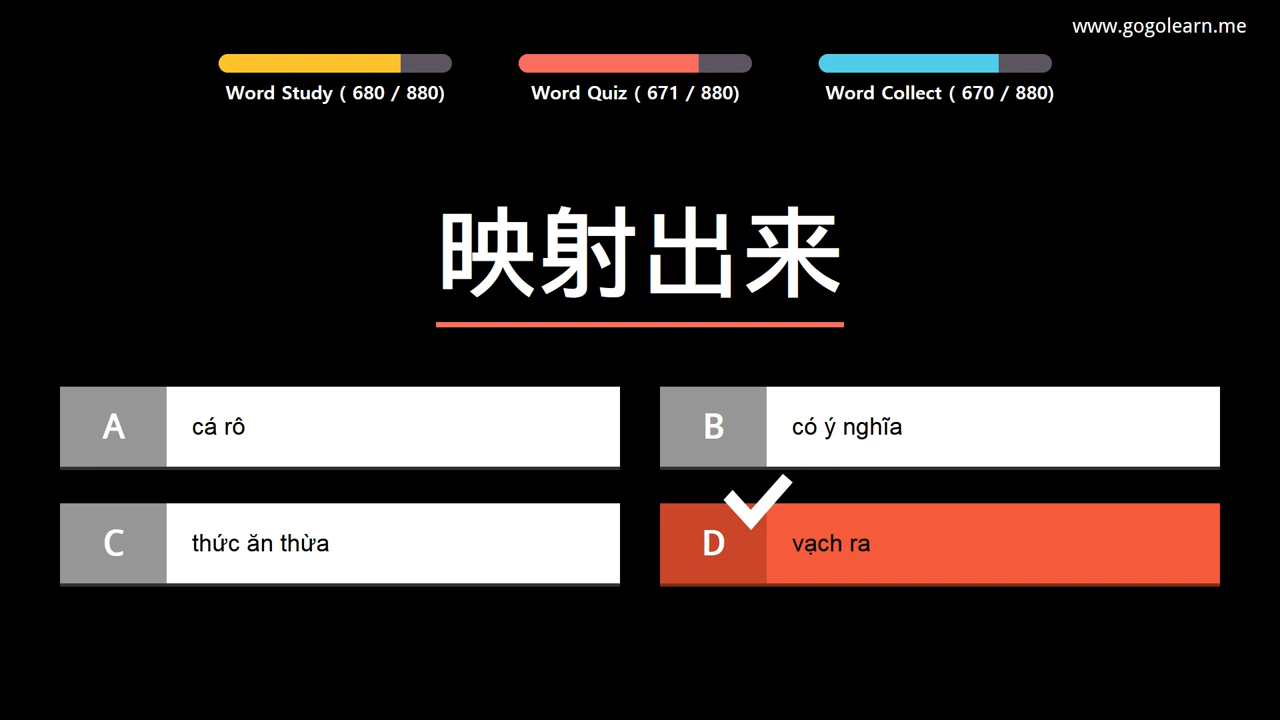 www.gogolearn.me
Word Study ( 680 / 880)
Word Quiz ( 671 / 880)
Word Collect ( 670 / 880)
映射出来
A cá rô
B có ý nghĩa
C thức ăn thừa
D vạch ra